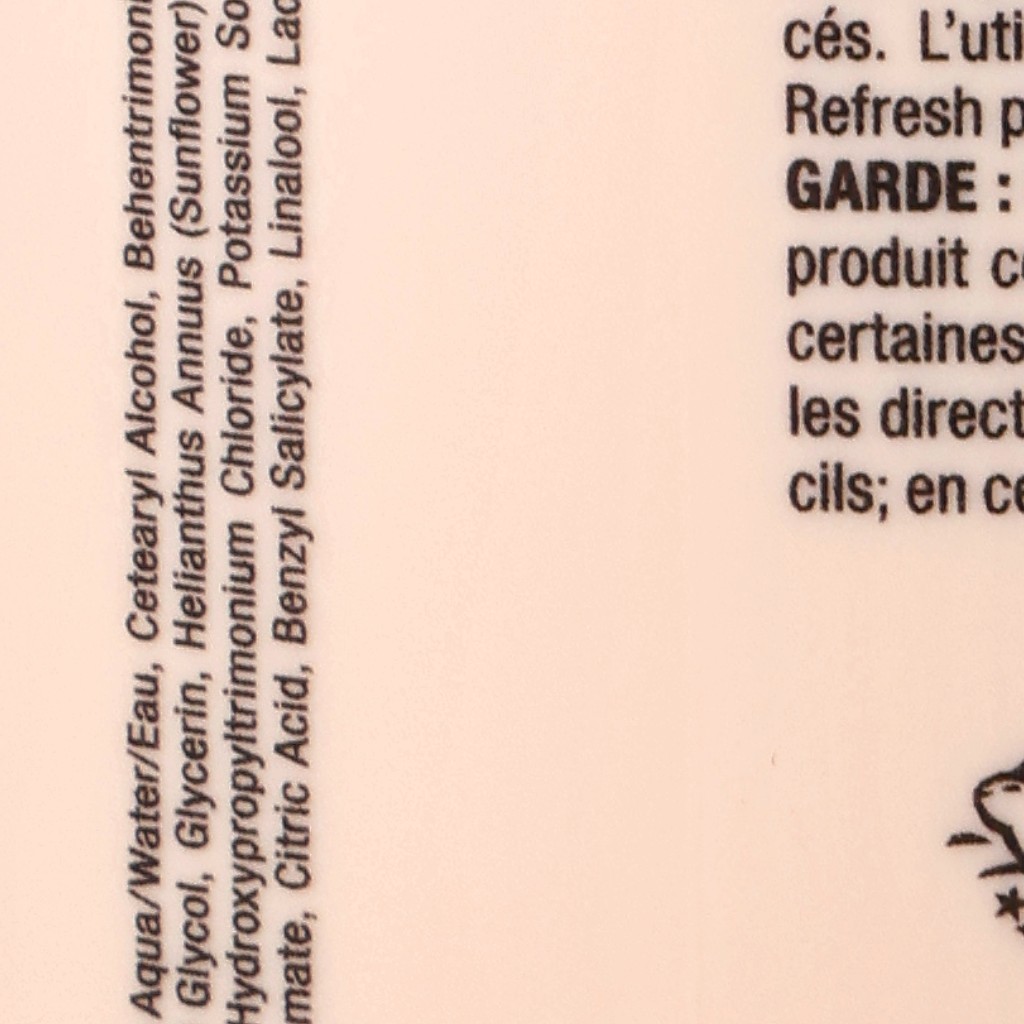 Aqua/Water/Eau, Cetearyl Alcohol, Behentrimoni
Glycol, Glycerin, Helianthus Annuus (Sunflower)
Hydroxypropyltrimonium Chloride, Potassium So
mate, Citric Acid, Benzyl Salicylate, Linalool, Lac
cés. L'uti
Refresh p
GARDE :
produit c
certaines
les direct
cils; en ce